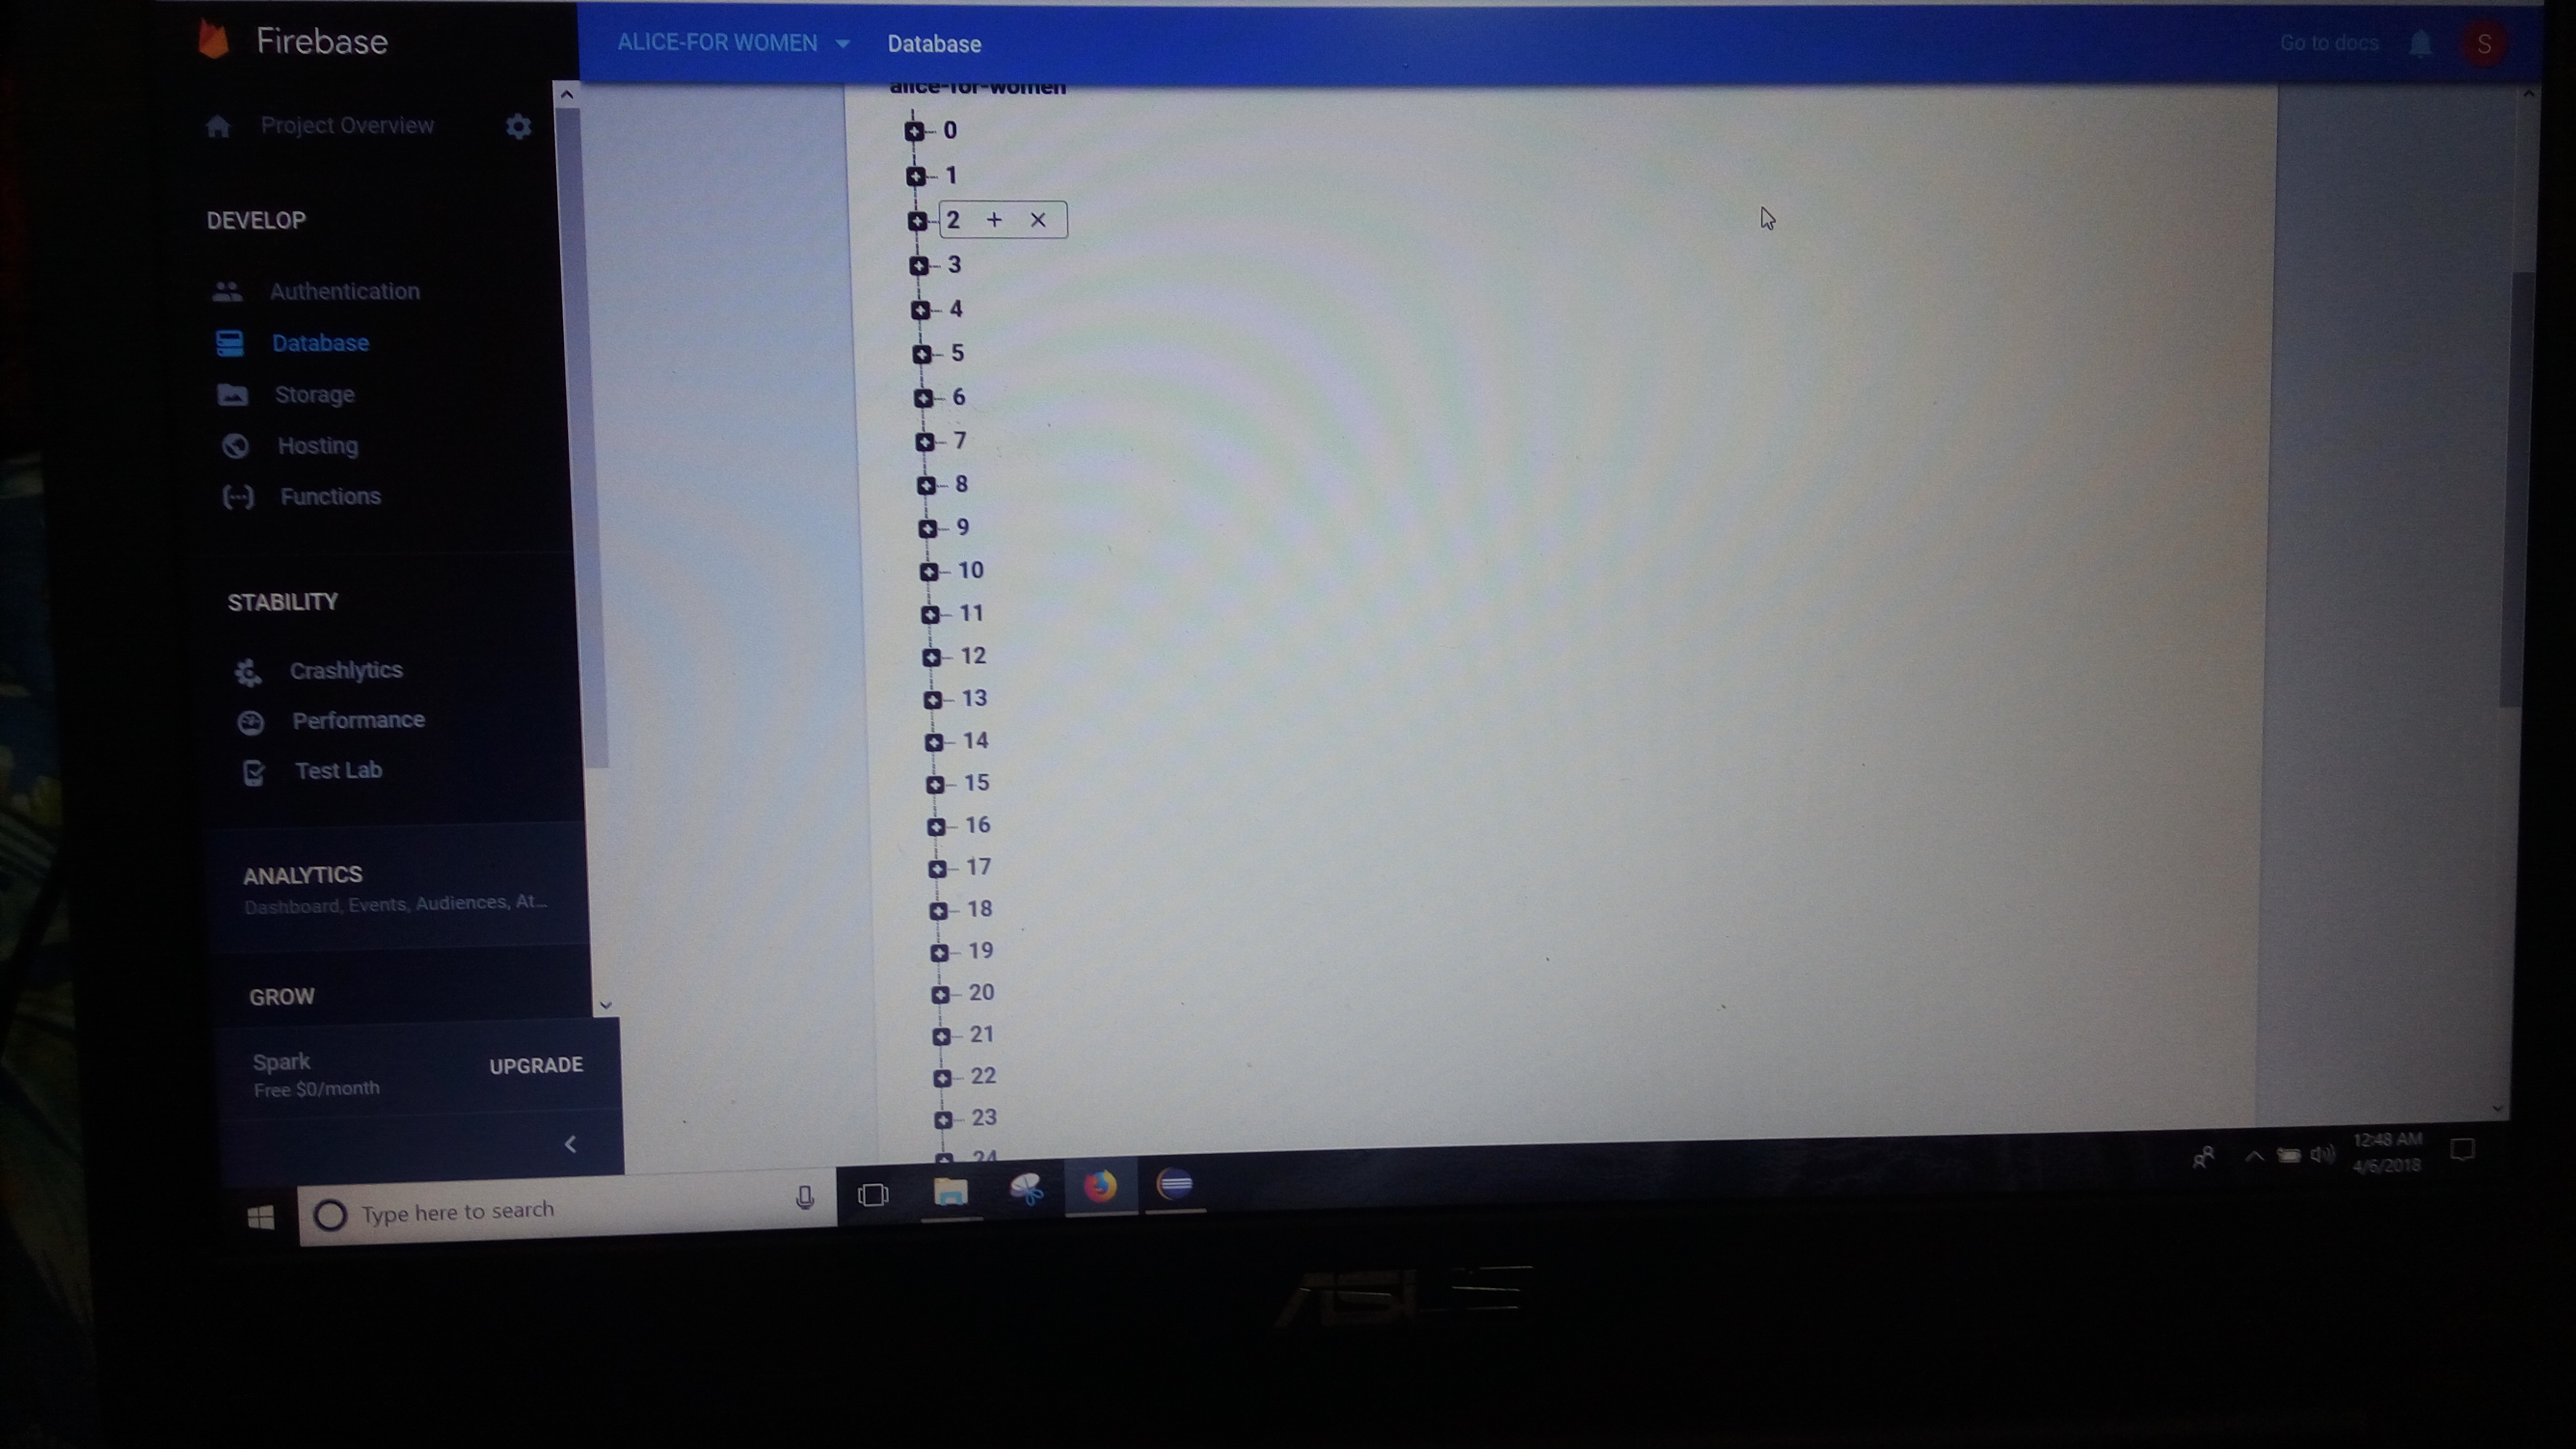 Firebase
ALICE-FOR WOMEN
Database
Go to docs
S
Project Overview
DEVELOP
Authentication
Database
Storage
Hosting
Functions
STABILITY
Crashlytics
Performance
Test Lab
ANALYTICS
Dashboard, Events, Audiences, At...
GROW
Spark
Free $0/month
UPGRADE
alice-for-women
0
1
2 + ×
3
4
5
6
7
8
9
10
11
12
13
14
15
16
17
18
19
20
21
22
23
24
Type here to search
12:48 AM
4/6/2018
ASUS